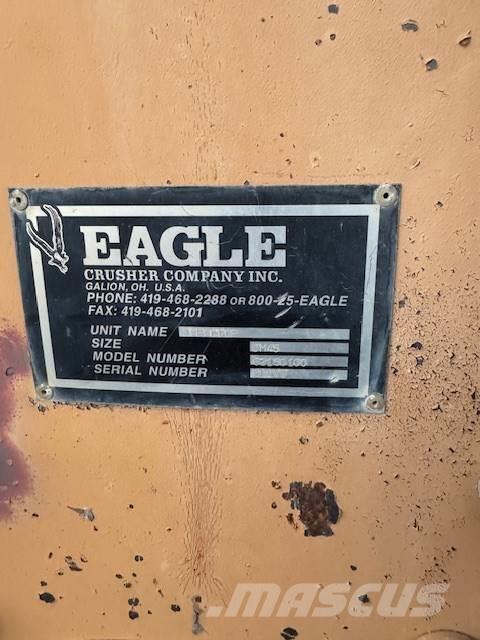 EAGLE
CRUSHER COMPANY INC.
GALION, OH. U.S.A.
PHONE: 419-468-2288 OR 800-25-EAGLE
FAX: 419-468-2101
UNIT NAME
SIZE UM45
MODEL NUMBER
SERIAL NUMBER
MASCUS